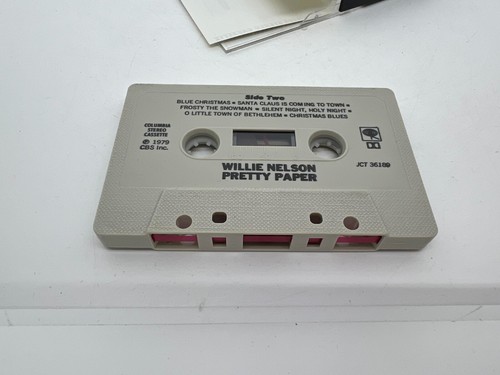 Side Two
BLUE CHRISTMAS • SANTA CLAUS IS COMING TO TOWN •
FROSTY THE SNOWMAN • SILENT NIGHT, HOLY NIGHT •
O LITTLE TOWN OF BETHLEHEM • CHRISTMAS BLUES
COLUMBIA
STEREO
CASSETTE
℗ 1979
CBS Inc.
WILLIE NELSON
PRETTY PAPER
JCT 36189